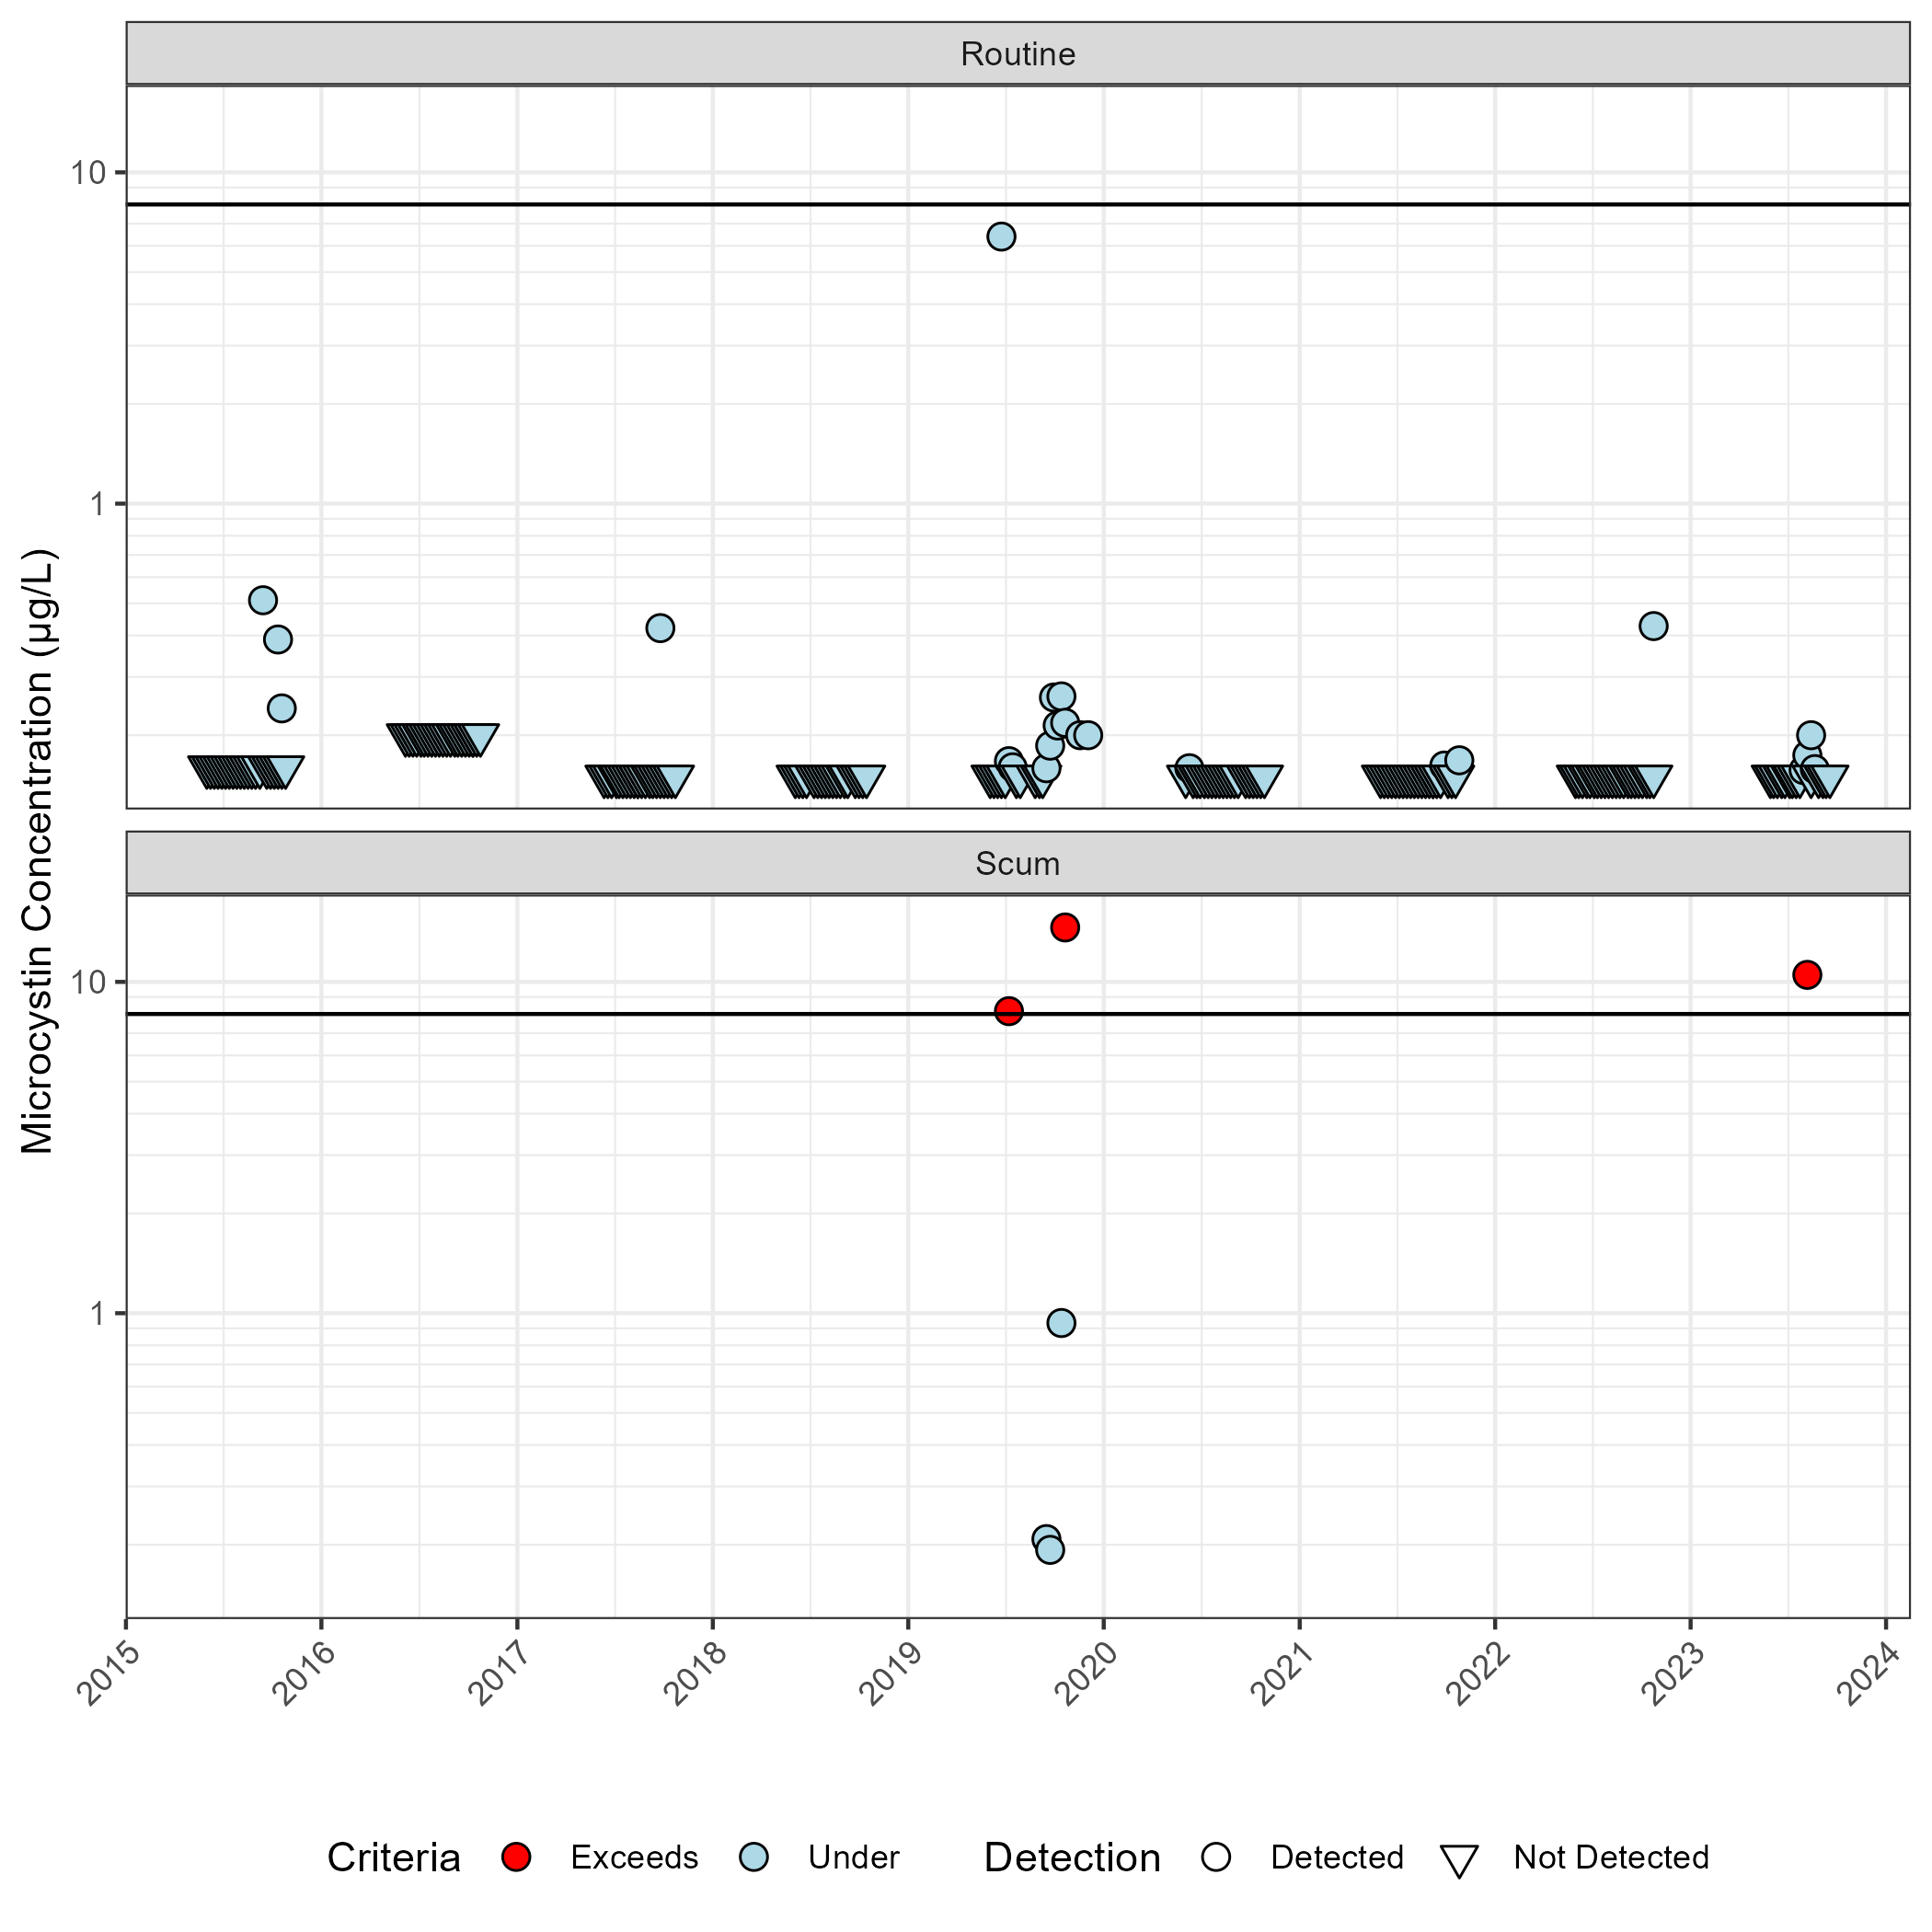 Routine
10
1
Microcystin Concentration (µg/L)
Scum
10
1
2015 2016 2017 2018 2019 2020 2021 2022 2023 2024
Criteria Exceeds Under Detection Detected Not Detected